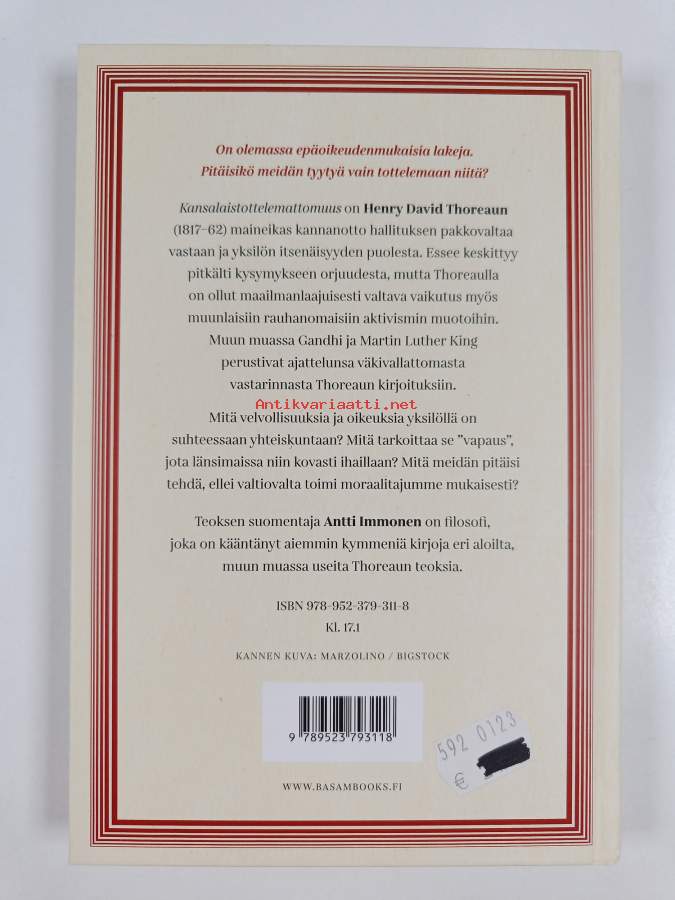 On olemassa epäoikeudenmukaisia lakeja.
Pitäisikö meidän tyytyä vain tottelemaan niitä?
Kansalaistottelemattomuus on Henry David Thoreaun
(1817–62) maineikas kannanotto hallituksen pakkovaltaa
vastaan ja yksilön itsenäisyyden puolesta. Essee keskittyy
pitkälti kysymykseen orjuudesta, mutta Thoreaulla
on ollut maailmanlaajuisesti valtava vaikutus myös
muunlaisiin rauhanomaisiin aktivismin muotoihin.
Muun muassa Gandhi ja Martin Luther King
perustivat ajattelunsa väkivallattomasta
vastarinnasta Thoreaun kirjoituksiin.
Antikvariaatti.net
Mitä velvollisuuksia ja oikeuksia yksilöllä on
suhteessaan yhteiskuntaan? Mitä tarkoittaa se ”vapaus”,
jota länsimaissa niin kovasti ihaillaan? Mitä meidän pitäisi
tehdä, ellei valtiovalta toimi moraalitajumme mukaisesti?
Teoksen suomentaja Antti Immonen on filosofi,
joka on kääntänyt aiemmin kymmeniä kirjoja eri aloilta,
muun muassa useita Thoreaun teoksia.
ISBN 978-952-379-311-8
Kl. 17.1
KANNEN KUVA: MARZOLINO / BIGSTOCK
9 789523 793118
592 0123
€
WWW.BASAMBOOKS.FI